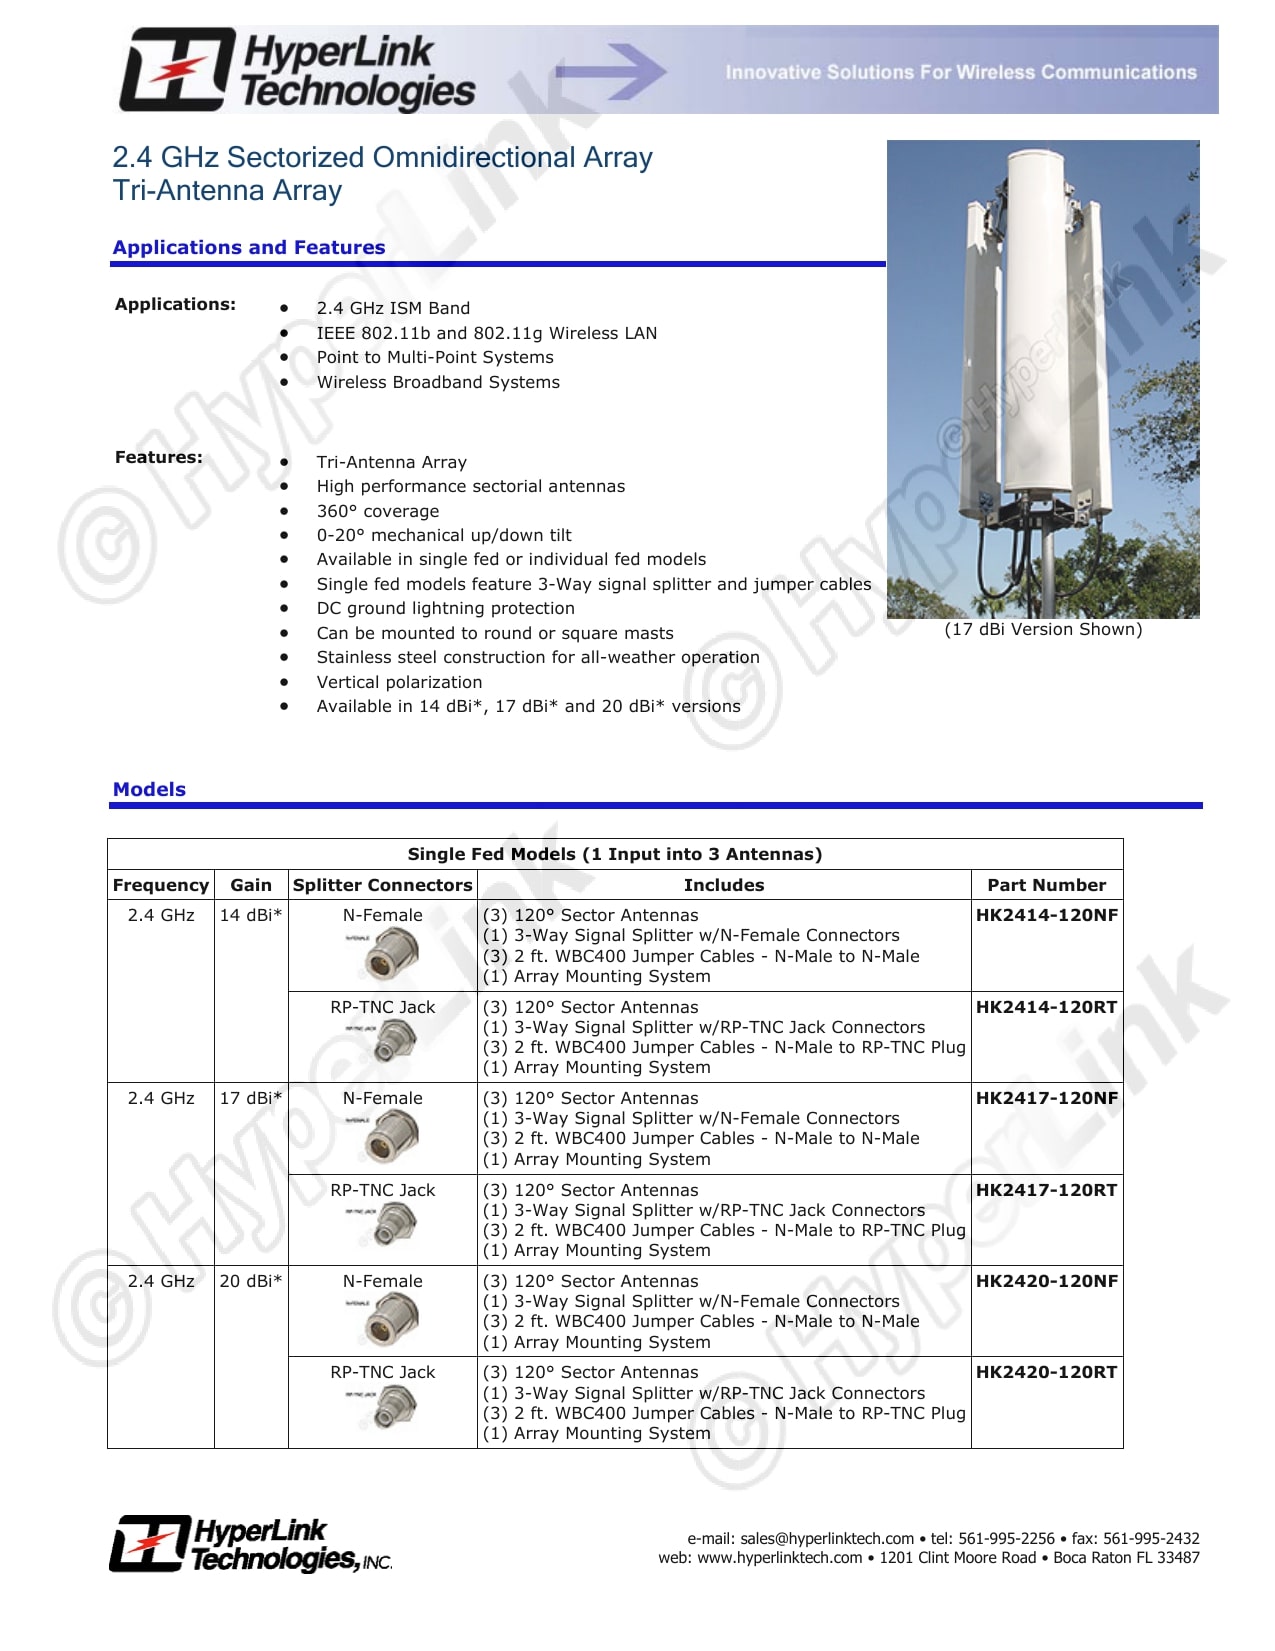 HyperLink
Technologies
Innovative Solutions For Wireless Communications
2.4 GHz Sectorized Omnidirectional Array
Tri-Antenna Array
Applications and Features
Applications:
• 2.4 GHz ISM Band
• IEEE 802.11b and 802.11g Wireless LAN
• Point to Multi-Point Systems
• Wireless Broadband Systems
Features:
• Tri-Antenna Array
• High performance sectorial antennas
• 360° coverage
• 0-20° mechanical up/down tilt
• Available in single fed or individual fed models
• Single fed models feature 3-Way signal splitter and jumper cables
• DC ground lightning protection
• Can be mounted to round or square masts
• Stainless steel construction for all-weather operation
• Vertical polarization
• Available in 14 dBi*, 17 dBi* and 20 dBi* versions
© HyperLink
(17 dBi Version Shown)
© HyperLink
© HyperLink
Models
Single Fed Models (1 Input into 3 Antennas)
Frequency Gain Splitter Connectors Includes Part Number
2.4 GHz 14 dBi* N-Female (3) 120° Sector Antennas HK2414-120NF
N-FEMALE (1) 3-Way Signal Splitter w/N-Female Connectors
(3) 2 ft. WBC400 Jumper Cables - N-Male to N-Male
(1) Array Mounting System
RP-TNC Jack (3) 120° Sector Antennas HK2414-120RT
RP-TNC JACK (1) 3-Way Signal Splitter w/RP-TNC Jack Connectors
(3) 2 ft. WBC400 Jumper Cables - N-Male to RP-TNC Plug
(1) Array Mounting System
2.4 GHz 17 dBi* N-Female (3) 120° Sector Antennas HK2417-120NF
N-FEMALE (1) 3-Way Signal Splitter w/N-Female Connectors
(3) 2 ft. WBC400 Jumper Cables - N-Male to N-Male
(1) Array Mounting System
RP-TNC Jack (3) 120° Sector Antennas HK2417-120RT
RP-TNC JACK (1) 3-Way Signal Splitter w/RP-TNC Jack Connectors
(3) 2 ft. WBC400 Jumper Cables - N-Male to RP-TNC Plug
(1) Array Mounting System
2.4 GHz 20 dBi* N-Female (3) 120° Sector Antennas HK2420-120NF
N-FEMALE (1) 3-Way Signal Splitter w/N-Female Connectors
(3) 2 ft. WBC400 Jumper Cables - N-Male to N-Male
(1) Array Mounting System
RP-TNC Jack (3) 120° Sector Antennas HK2420-120RT
RP-TNC JACK (1) 3-Way Signal Splitter w/RP-TNC Jack Connectors
(3) 2 ft. WBC400 Jumper Cables - N-Male to RP-TNC Plug
(1) Array Mounting System
© HyperLink
© HyperLink
HyperLink
Technologies, INC.
e-mail: sales@hyperlinktech.com • tel: 561-995-2256 • fax: 561-995-2432
web: www.hyperlinktech.com • 1201 Clint Moore Road • Boca Raton FL 33487